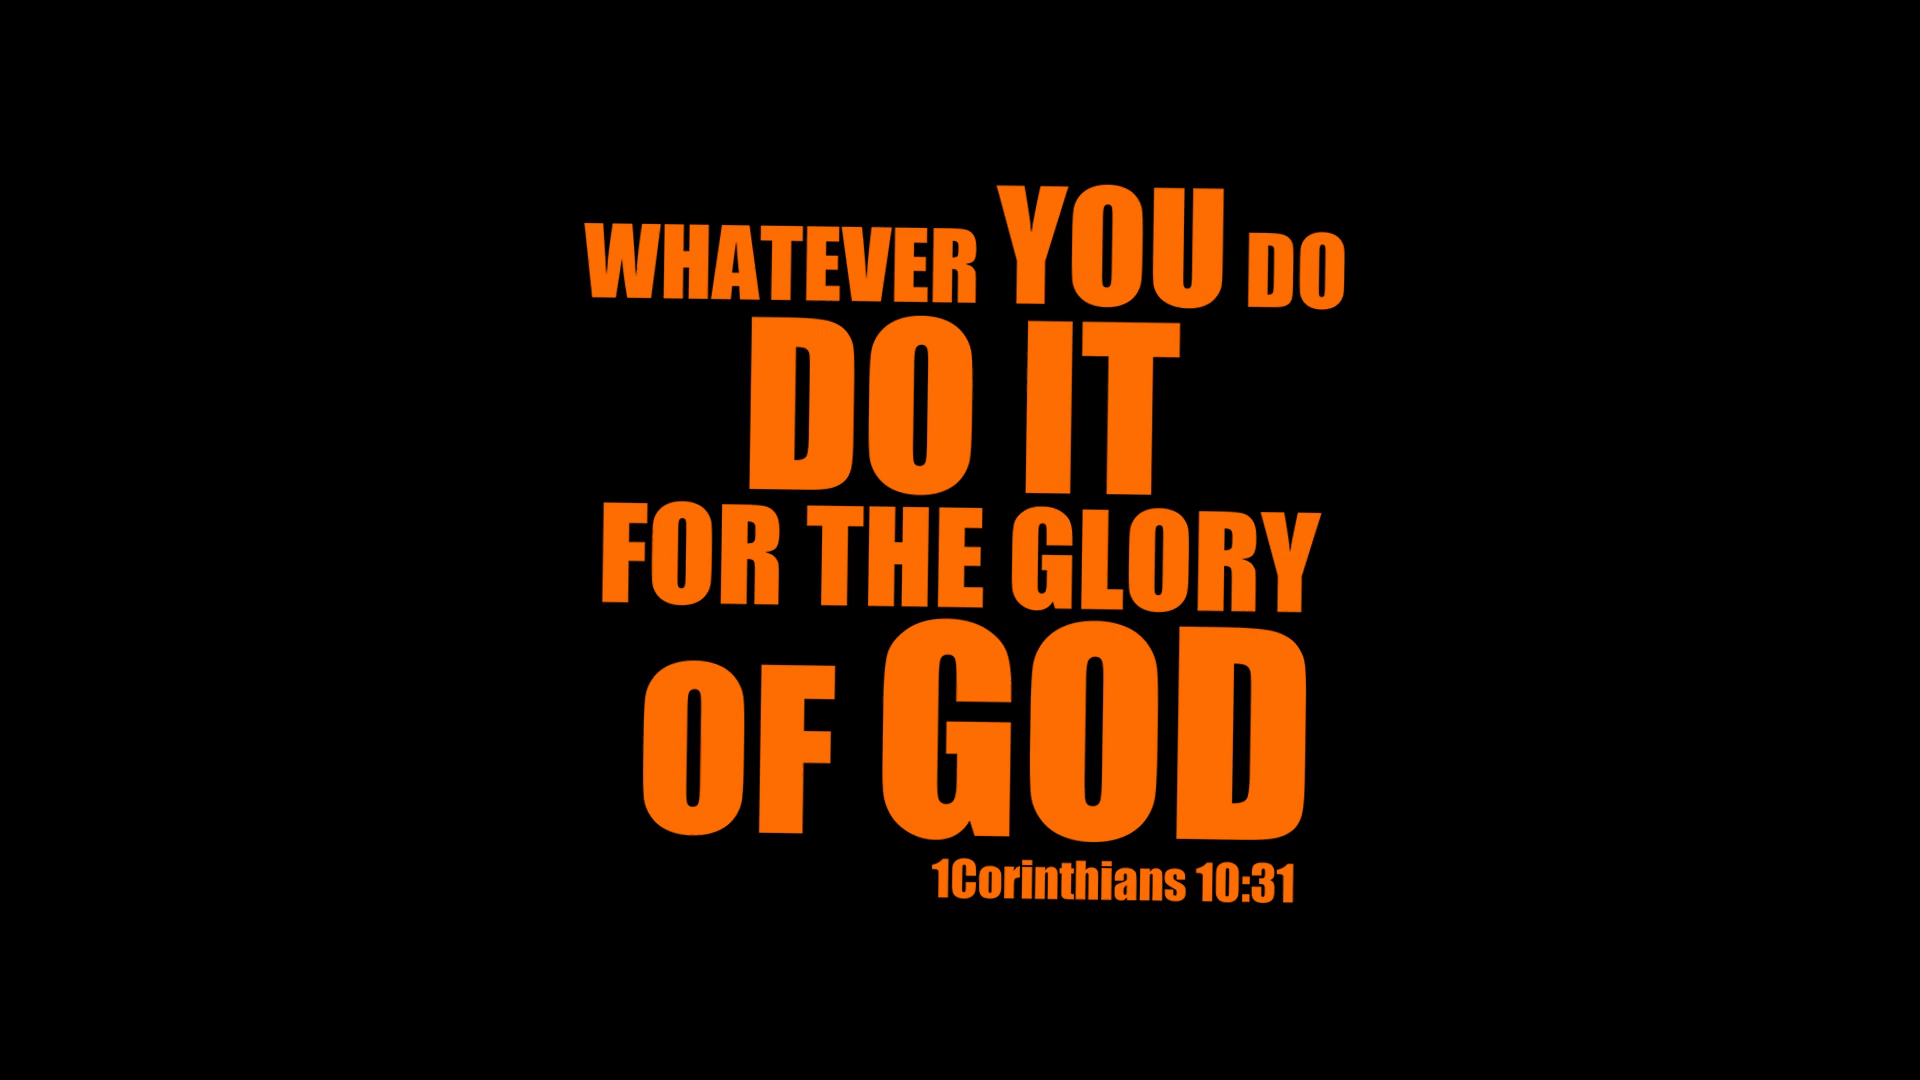 WHATEVER YOU DO
DO IT
FOR THE GLORY
OF GOD
1Corinthians 10:31